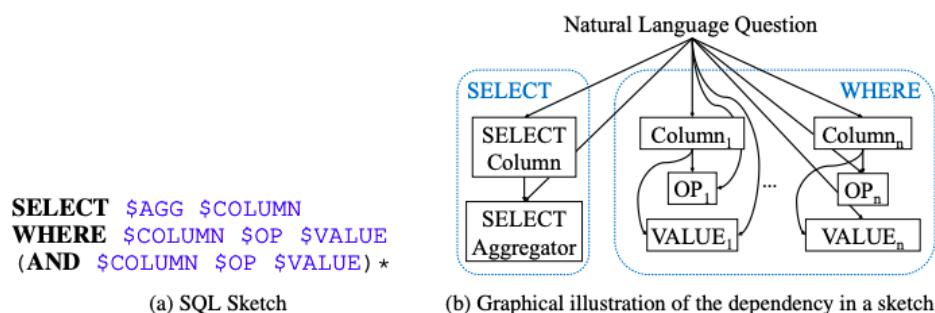 SELECT $AGG $COLUMN
WHERE $COLUMN $OP $VALUE
(AND $COLUMN $OP $VALUE)*
(a) SQL Sketch
Natural Language Question
SELECT
WHERE
SELECT
Column
Column1
Columnn
OP1
...
OPn
SELECT
Aggregator
VALUE1
VALUEn
(b) Graphical illustration of the dependency in a sketch